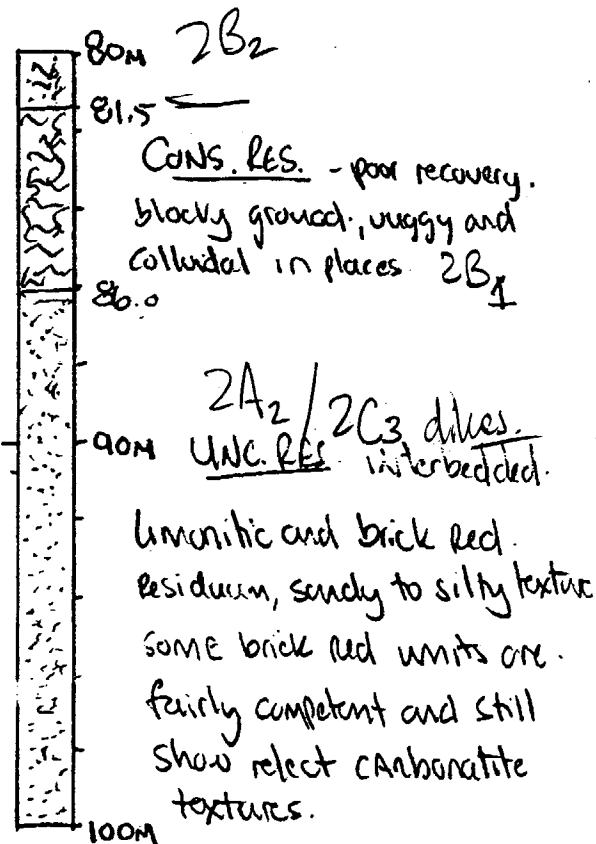 80M 2B2
81.5
CONS. RES. - poor recovery.
blocky ground., vuggy and
colluidal in places 2B1
86.0
2A2 / 2C3 dikes.
90M UNC. RES. interbedded.
limonitic and brick red.
residuum, sandy to silty texture
some brick red units are.
fairly competent and still
show relect cArbonatite
textures.
100M